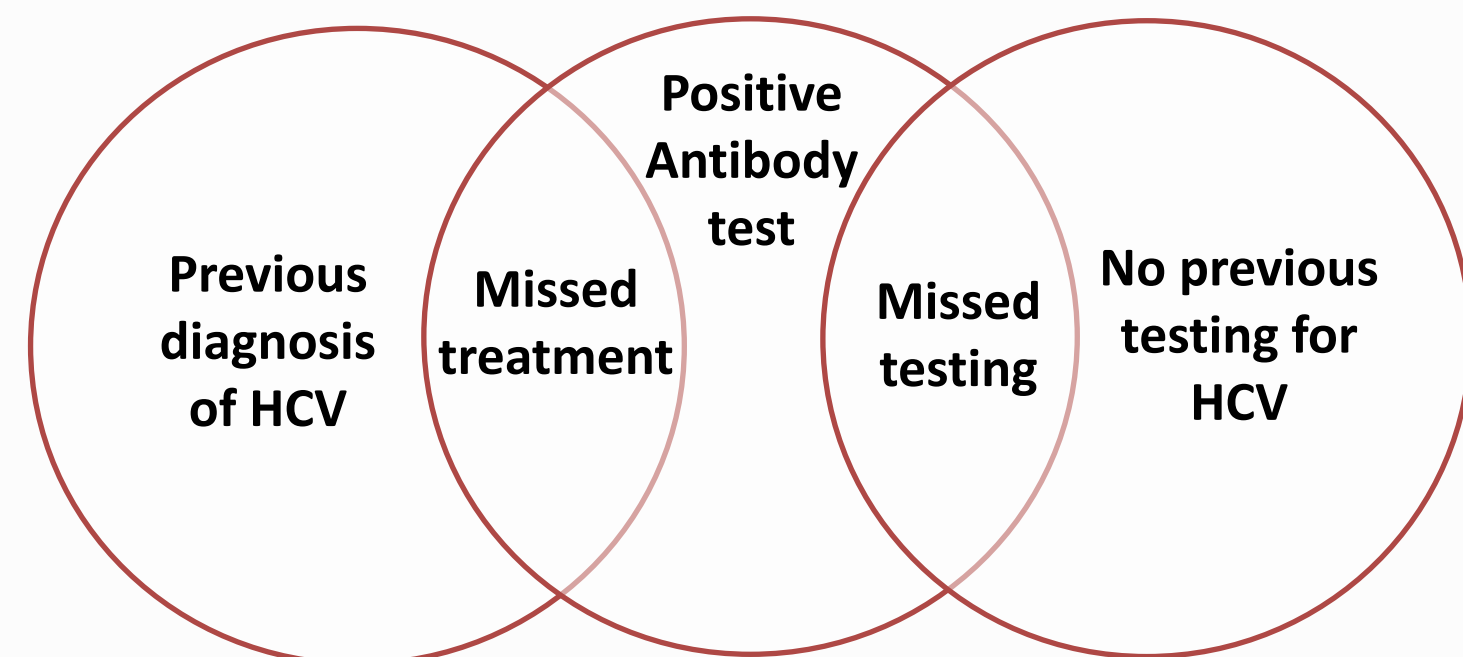 Previous
diagnosis
of HCV
Missed
treatment
Positive
Antibody
test
Missed
testing
No previous
testing for
HCV